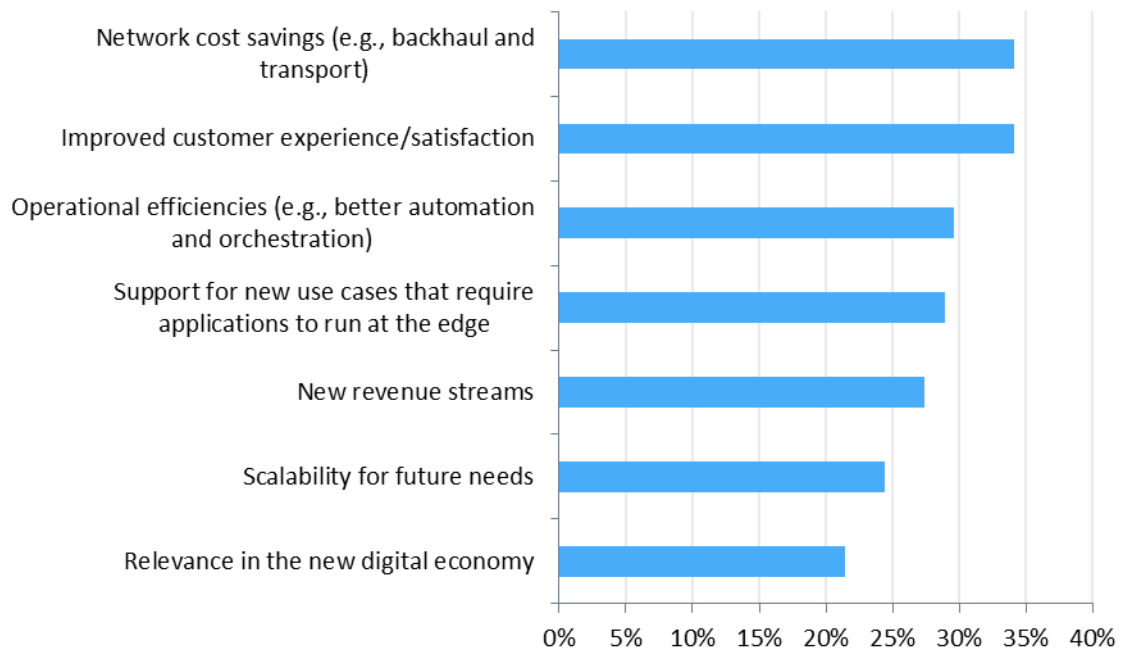 Network cost savings (e.g., backhaul and
transport)
Improved customer experience/satisfaction
Operational efficiencies (e.g., better automation
and orchestration)
Support for new use cases that require
applications to run at the edge
New revenue streams
Scalability for future needs
Relevance in the new digital economy
0% 5% 10% 15% 20% 25% 30% 35% 40%